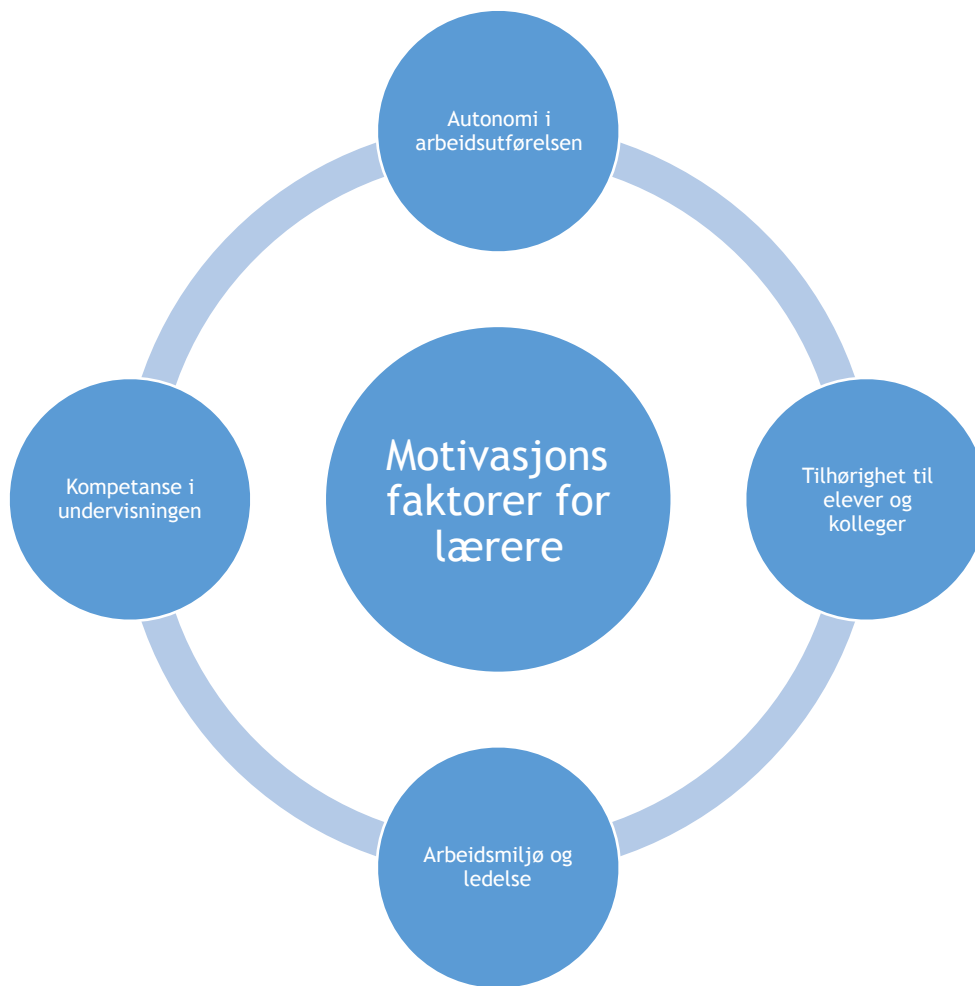 Autonomi i
arbeidsutførelsen
Kompetanse i
undervisningen
Motivasjons
faktorer for
lærere
Tilhørighet til
elever og
kolleger
Arbeidsmiljø og
ledelse